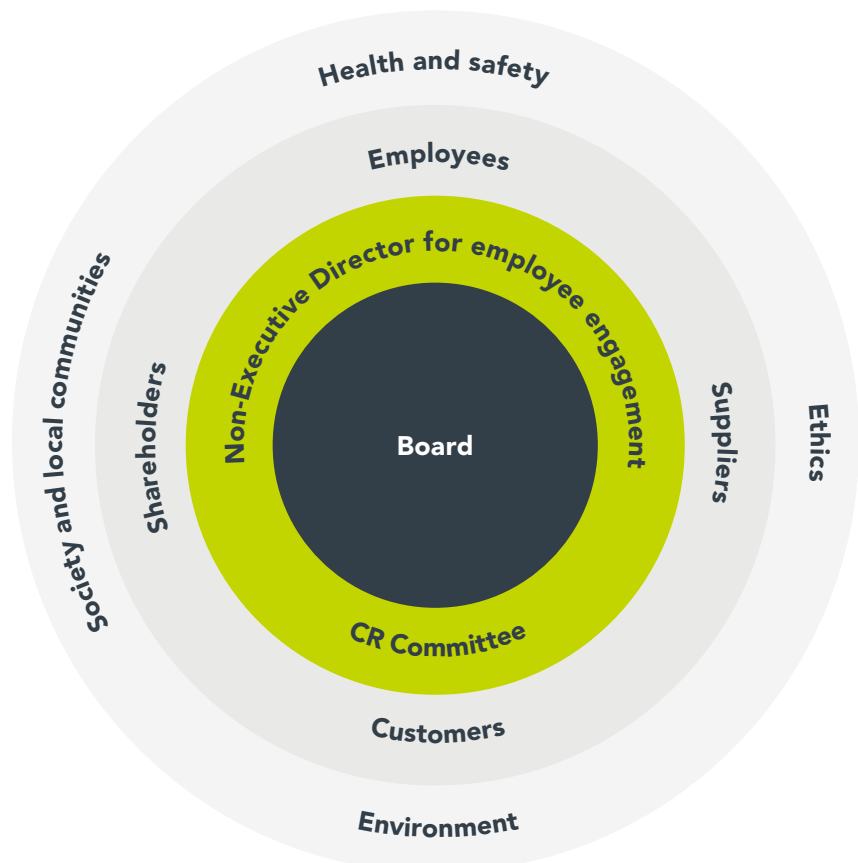 Health and safety
Employees
Non-Executive Director for employee engagement
Society and local communities
Shareholders
Board
Suppliers
Ethics
CR Committee
Customers
Environment